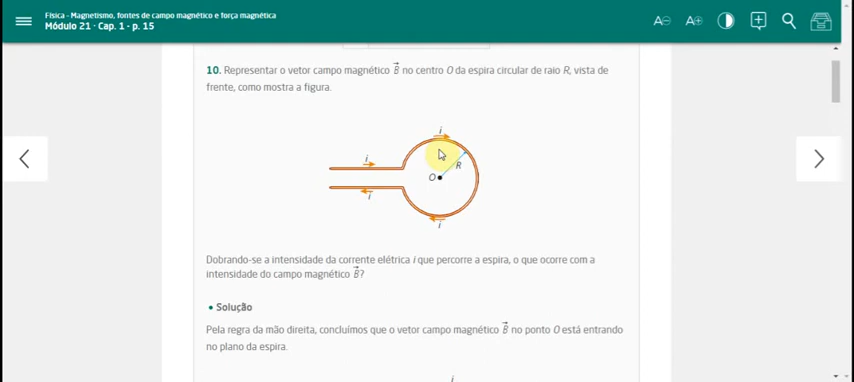 Física - Magnetismo, fontes de campo magnético e força magnética
Módulo 21 - Cap. 1 - p. 15
A⊖ A⊕
10. Representar o vetor campo magnético B⃗ no centro O da espira circular de raio R, vista de
frente, como mostra a figura.
i
i
R
O
i
i
Dobrando-se a intensidade da corrente elétrica i que percorre a espira, o que ocorre com a
intensidade do campo magnético B⃗?
• Solução
Pela regra da mão direita, concluímos que o vetor campo magnético B⃗ no ponto O está entrando
no plano da espira.
i